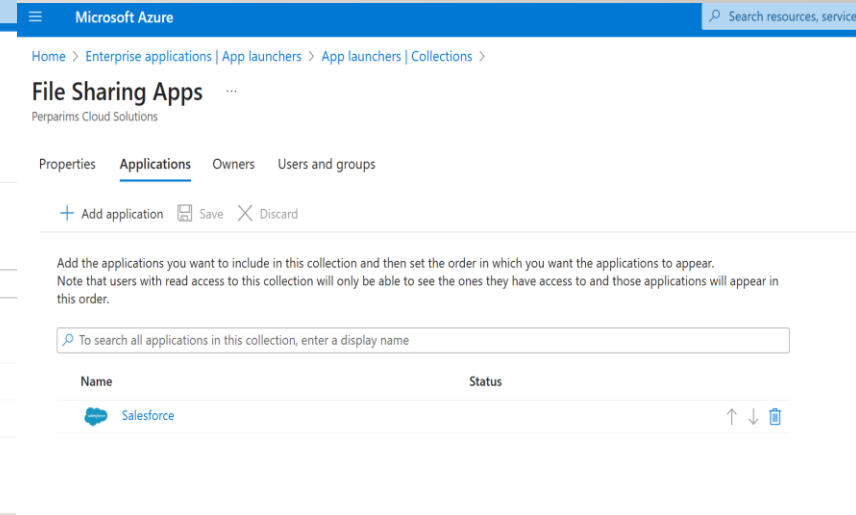 Microsoft Azure
Search resources, service
Home > Enterprise applications | App launchers > App launchers | Collections >
File Sharing Apps ...
Perparims Cloud Solutions
Properties Applications Owners Users and groups
+ Add application Save Discard
Add the applications you want to include in this collection and then set the order in which you want the applications to appear.
Note that users with read access to this collection will only be able to see the ones they have access to and those applications will appear in
this order.
To search all applications in this collection, enter a display name
Name Status
salesforce Salesforce